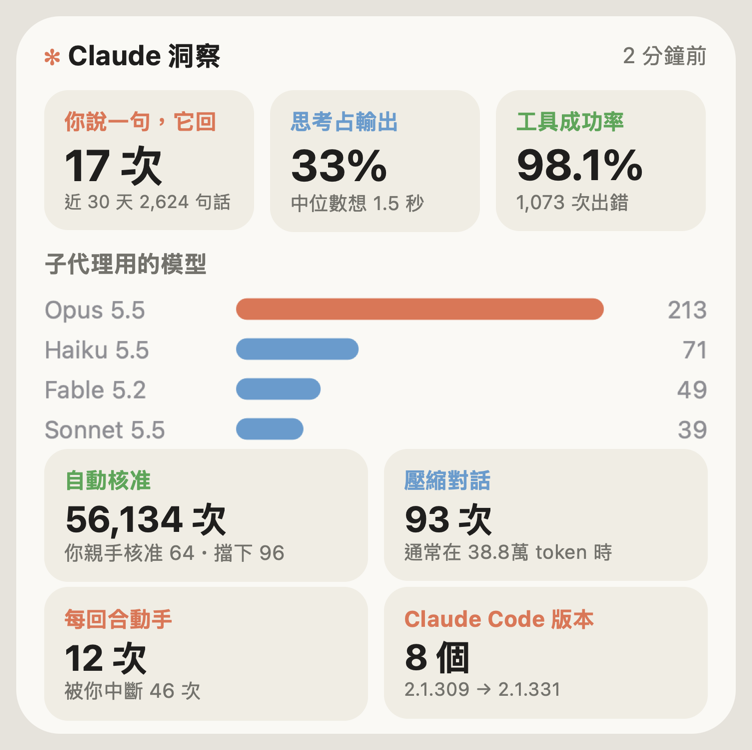 ✻ Claude 洞察
2 分鐘前
你說一句，它回
17 次
近 30 天 2,624 句話
思考占輸出
33%
中位數想 1.5 秒
工具成功率
98.1%
1,073 次出錯
子代理用的模型
Opus 5.5 213
Haiku 5.5 71
Fable 5.2 49
Sonnet 5.5 39
自動核准
56,134 次
你親手核准 64・擋下 96
壓縮對話
93 次
通常在 38.8萬 token 時
每回合動手
12 次
被你中斷 46 次
Claude Code 版本
8 個
2.1.309 → 2.1.331